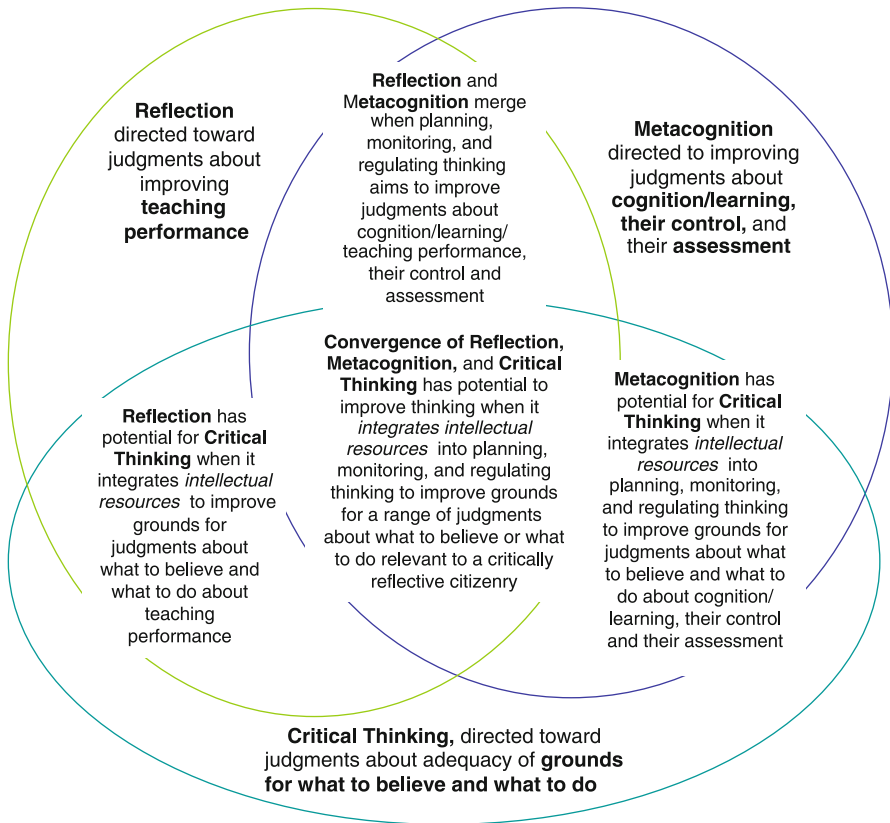 Reflection
directed toward
judgments about
improving
teaching
performance
Reflection and
Metacognition merge
when planning,
monitoring, and
regulating thinking
aims to improve
judgments about
cognition/learning/
teaching performance,
their control and
assessment
Metacognition
directed to improving
judgments about
cognition/learning,
their control, and
their assessment
Reflection has
potential for Critical
Thinking when it
integrates intellectual
resources to improve
grounds for
judgments about
what to believe and
what to do about
teaching
performance
Convergence of Reflection,
Metacognition, and Critical
Thinking has potential to
improve thinking when it
integrates intellectual
resources into planning,
monitoring, and regulating
thinking to improve grounds
for a range of judgments
about what to believe or what
to do relevant to a critically
reflective citizenry
Metacognition has
potential for Critical
Thinking when it
integrates intellectual
resources into
planning, monitoring,
and regulating thinking
to improve grounds for
judgments about what
to believe and what to
do about cognition/
learning, their control
and their assessment
Critical Thinking, directed toward
judgments about adequacy of grounds
for what to believe and what to do